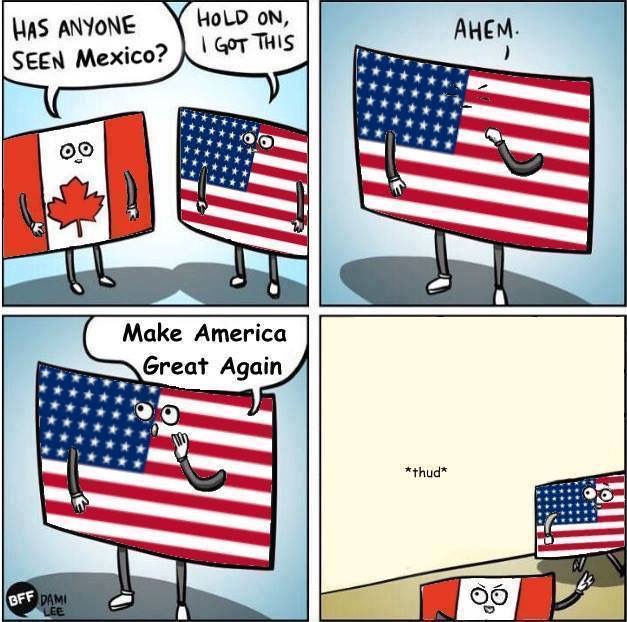 HAS ANYONE
SEEN Mexico?
HOLD ON,
I GOT THIS
AHEM.
Make America
Great Again
*thud*
BFF
DAMI
LEE